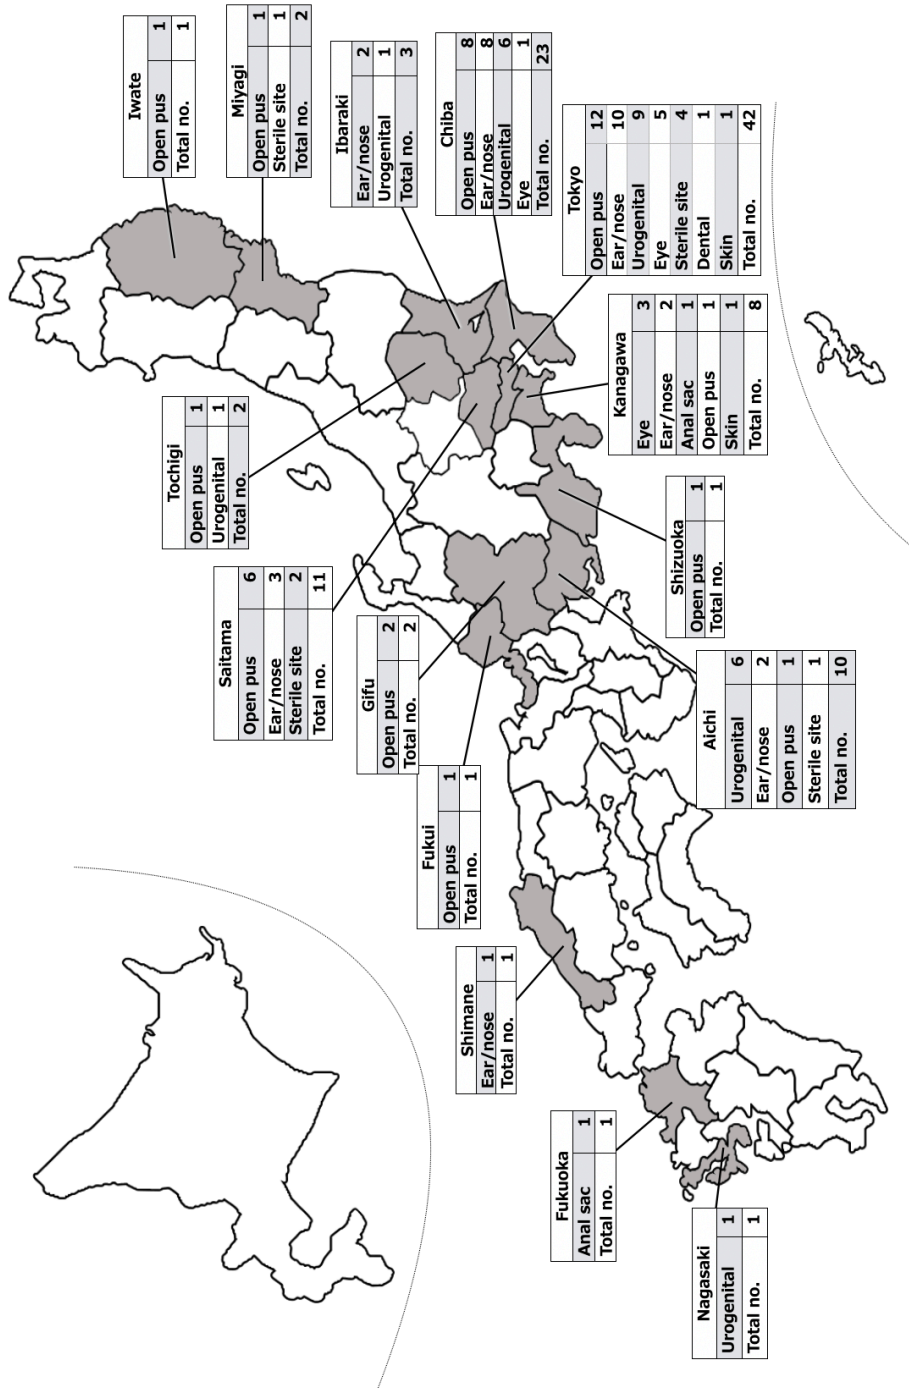 Iwate
Open pus 1
Total no. 1
Miyagi
Open pus 1
Sterile site 1
Total no. 2
Ibaraki
Ear/nose 2
Urogenital 1
Total no. 3
Chiba
Open pus 8
Ear/nose 8
Urogenital 6
Eye 1
Total no. 23
Tokyo
Open pus 12
Ear/nose 10
Urogenital 9
Eye 5
Sterile site 4
Dental 1
Skin 1
Total no. 42
Kanagawa
Eye 3
Ear/nose 2
Anal sac 1
Open pus 1
Skin 1
Total no. 8
Tochigi
Open pus 1
Urogenital 1
Total no. 2
Shizuoka
Open pus 1
Total no. 1
Saitama
Open pus 6
Ear/nose 3
Sterile site 2
Total no. 11
Gifu
Open pus 2
Total no. 2
Aichi
Urogenital 6
Ear/nose 2
Open pus 1
Sterile site 1
Total no. 10
Fukui
Open pus 1
Total no. 1
Shimane
Ear/nose 1
Total no. 1
Fukuoka
Anal sac 1
Total no. 1
Nagasaki
Urogenital 1
Total no. 1